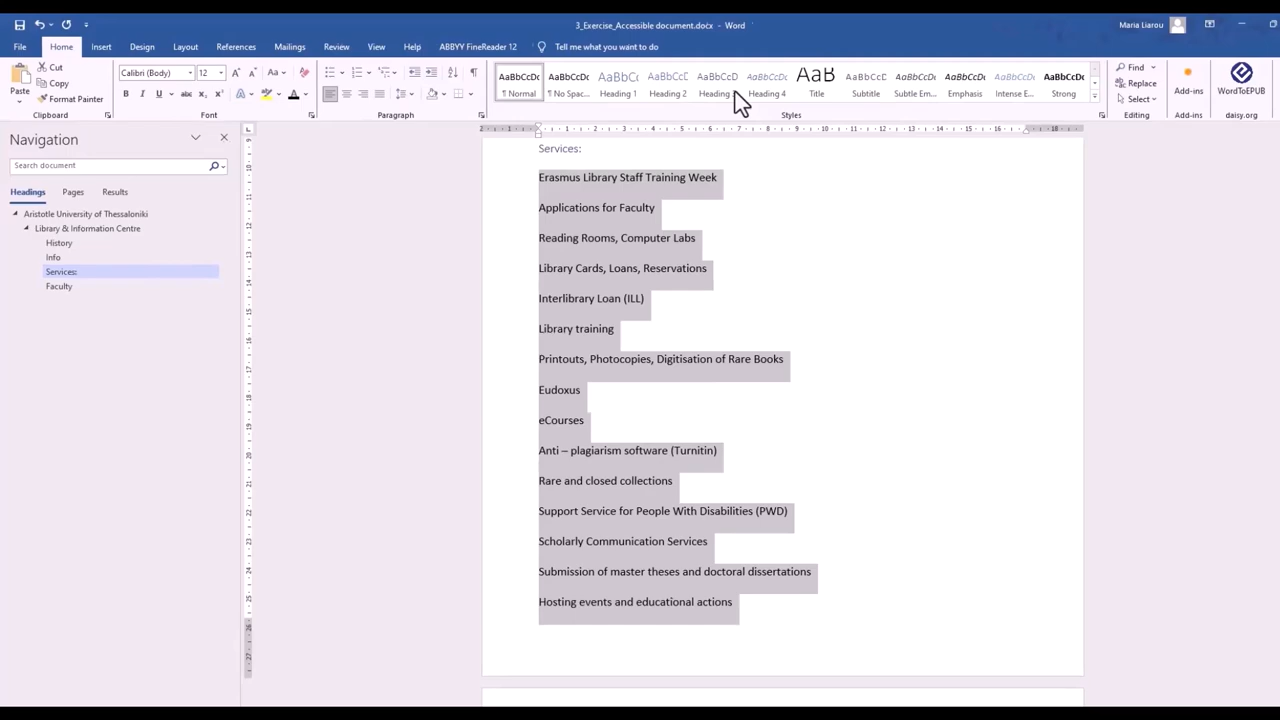 3_Exercise_Accessible document.docx - Word
Maria Liarou
File Home Insert Design Layout References Mailings Review View Help ABBYY FineReader 12 Tell me what you want to do
Paste
Cut
Copy
Format Painter
Clipboard
Calibri (Body) 12
Font
Paragraph
AaBbCcDc AaBbCcDc AaBbCc AaBbCcD AaBbCcD AaBbCcDc AaB AaBbCcD AaBbCcDc AaBbCcDc AaBbCcDc AaBbCcDc
¶ Normal ¶ No Spac... Heading 1 Heading 2 Heading Heading 4 Title Subtitle Subtle Em... Emphasis Intense E... Strong
Styles
Find
Replace
Select
Editing
Add-ins
Add-ins
WordToEPUB
daisy.org
Navigation
Search document
Headings Pages Results
Aristotle University of Thessaloniki
Library & Information Centre
History
Info
Services:
Faculty
Services:
Erasmus Library Staff Training Week
Applications for Faculty
Reading Rooms, Computer Labs
Library Cards, Loans, Reservations
Interlibrary Loan (ILL)
Library training
Printouts, Photocopies, Digitisation of Rare Books
Eudoxus
eCourses
Anti – plagiarism software (Turnitin)
Rare and closed collections
Support Service for People With Disabilities (PWD)
Scholarly Communication Services
Submission of master theses and doctoral dissertations
Hosting events and educational actions